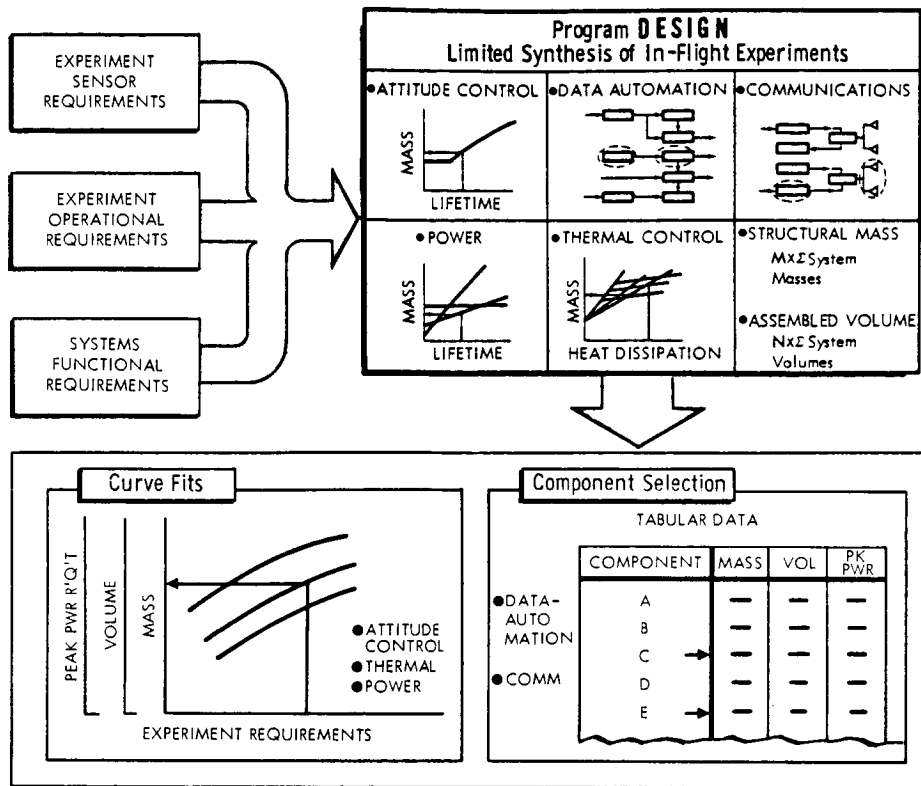 EXPERIMENT
SENSOR
REQUIREMENTS
EXPERIMENT
OPERATIONAL
REQUIREMENTS
SYSTEMS
FUNCTIONAL
REQUIREMENTS
Program DESIGN
Limited Synthesis of In-Flight Experiments
●ATTITUDE CONTROL
MASS
LIFETIME
●DATA AUTOMATION
●COMMUNICATIONS
●POWER
MASS
LIFETIME
●THERMAL CONTROL
MASS
HEAT DISSIPATION
●STRUCTURAL MASS
M×Σ System
Masses
●ASSEMBLED VOLUME
N×Σ System
Volumes
Curve Fits
PEAK PWR R'Q'T
VOLUME
MASS
●ATTITUDE
CONTROL
●THERMAL
●POWER
EXPERIMENT REQUIREMENTS
Component Selection
TABULAR DATA
●DATA-
AUTO
MATION
●COMM
COMPONENT MASS VOL PK PWR
A — — —
B — — —
C — — —
D — — —
E — — —